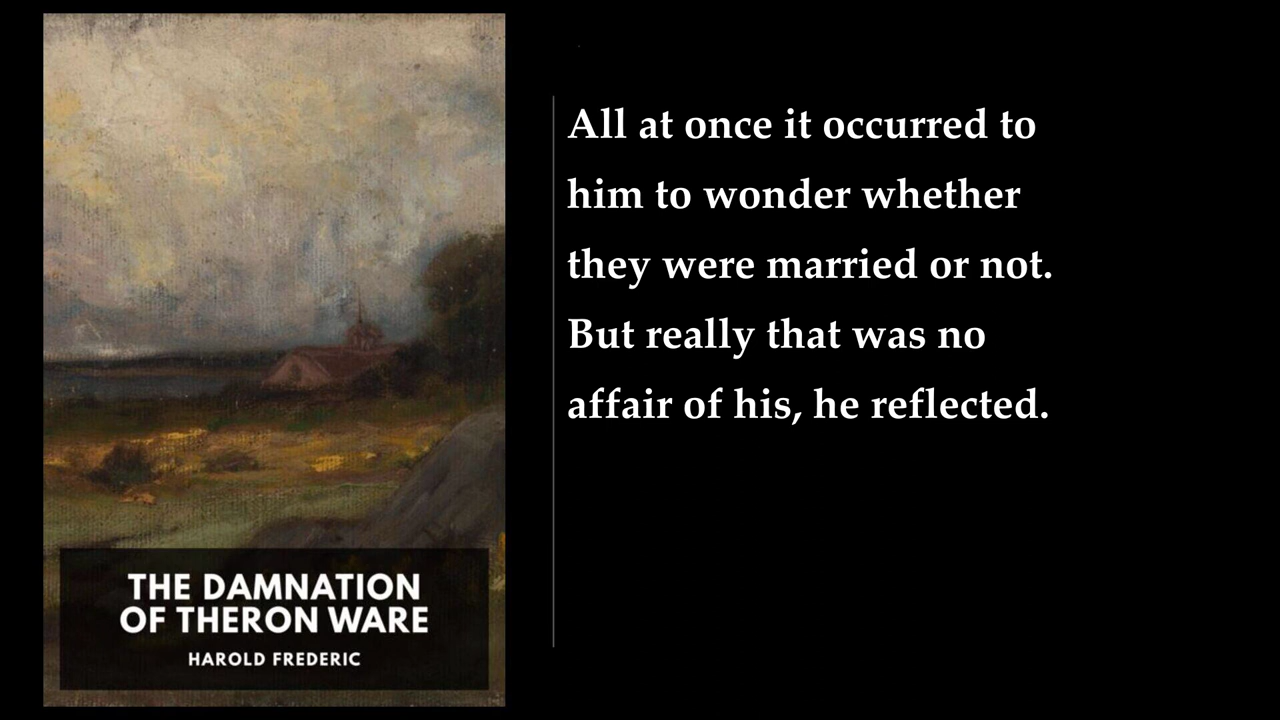 THE DAMNATION
OF THERON WARE
HAROLD FREDERIC
All at once it occurred to
him to wonder whether
they were married or not.
But really that was no
affair of his, he reflected.